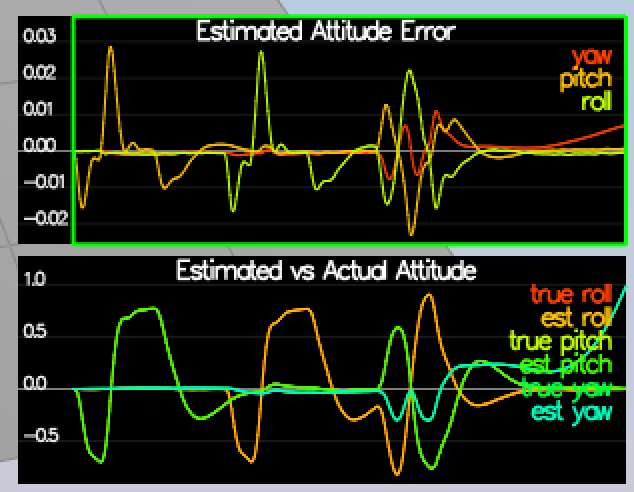 Estimated Attitude Error
0.03
yaw
0.02
pitch
roll
0.01
0.00
-0.01
-0.02
Estimated vs Actual Attitude
1.0
true roll
est roll
0.5
true pitch
est pitch
0.0
true yaw
est yaw
-0.5